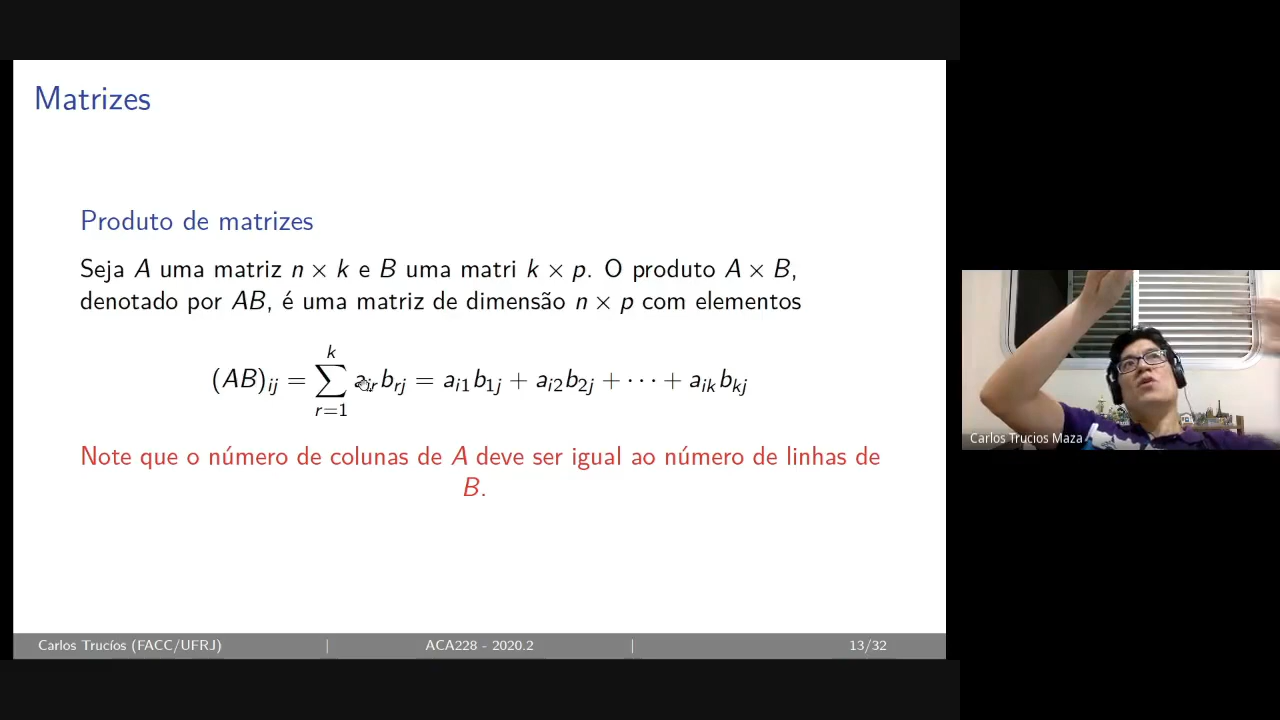 Matrizes
Produto de matrizes
Seja A uma matriz n × k e B uma matri k × p. O produto A × B,
denotado por AB, é uma matriz de dimensão n × p com elementos
(AB)ij = ∑_{r=1}^{k} a_{ir} b_{rj} = a_{i1} b_{1j} + a_{i2} b_{2j} + · · · + a_{ik} b_{kj}
Note que o número de colunas de A deve ser igual ao número de linhas de
B.
Carlos Trucíos (FACC/UFRJ) | ACA228 - 2020.2 | 13/32
Carlos Trucios Maza